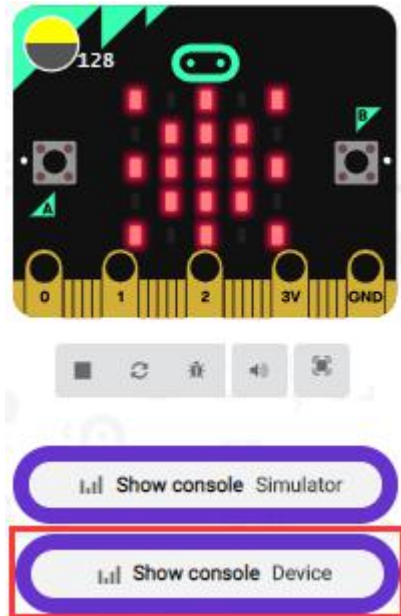 128
B
A
0 1 2 3V GND
Show console Simulator
Show console Device